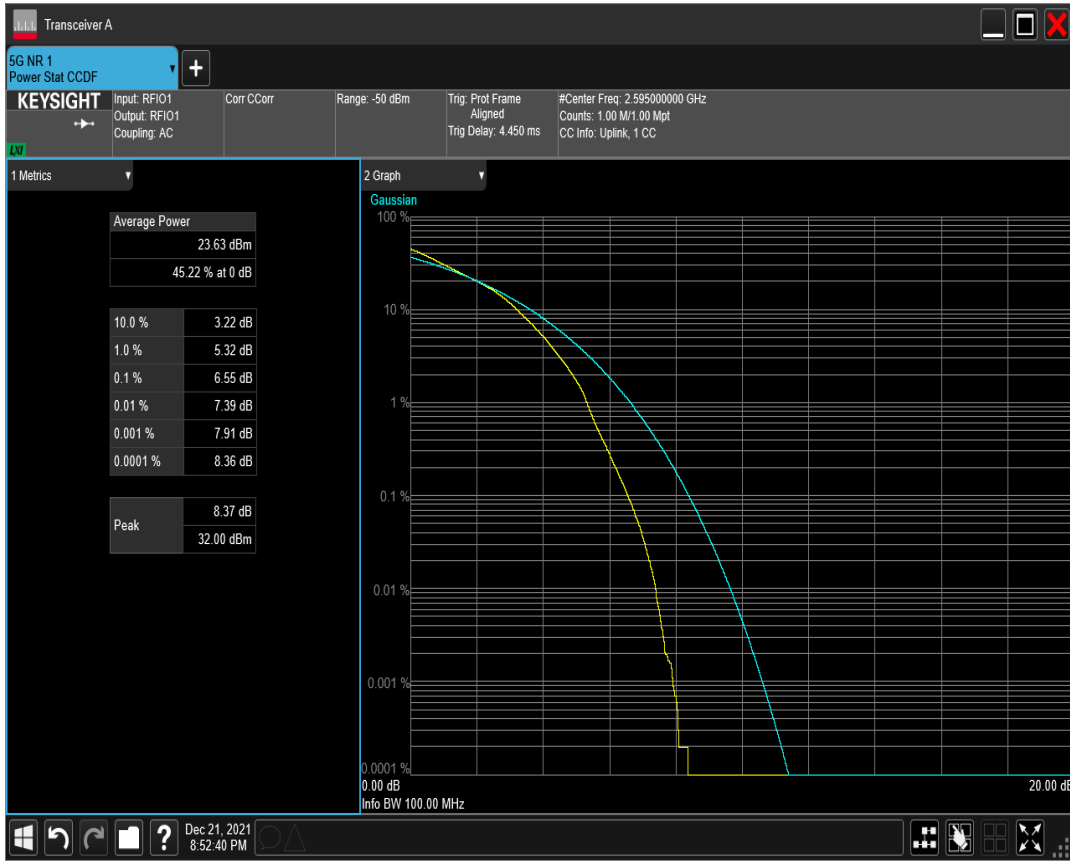 Transceiver A
5G NR 1
Power Stat CCDF
KEYSIGHT
LXI
Input: RFIO1
Output: RFIO1
Coupling: AC
Corr CCorr
Range: -50 dBm
Trig: Prot Frame
Aligned
Trig Delay: 4.450 ms
#Center Freq: 2.595000000 GHz
Counts: 1.00 M/1.00 Mpt
CC Info: Uplink, 1 CC
1 Metrics
Average Power
23.63 dBm
45.22 % at 0 dB
10.0 % 3.22 dB
1.0 % 5.32 dB
0.1 % 6.55 dB
0.01 % 7.39 dB
0.001 % 7.91 dB
0.0001 % 8.36 dB
Peak
8.37 dB
32.00 dBm
2 Graph
Gaussian
100 %
10 %
1 %
0.1 %
0.01 %
0.001 %
0.0001 %
0.00 dB
20.00 dB
Info BW 100.00 MHz
?
Dec 21, 2021
8:52:40 PM